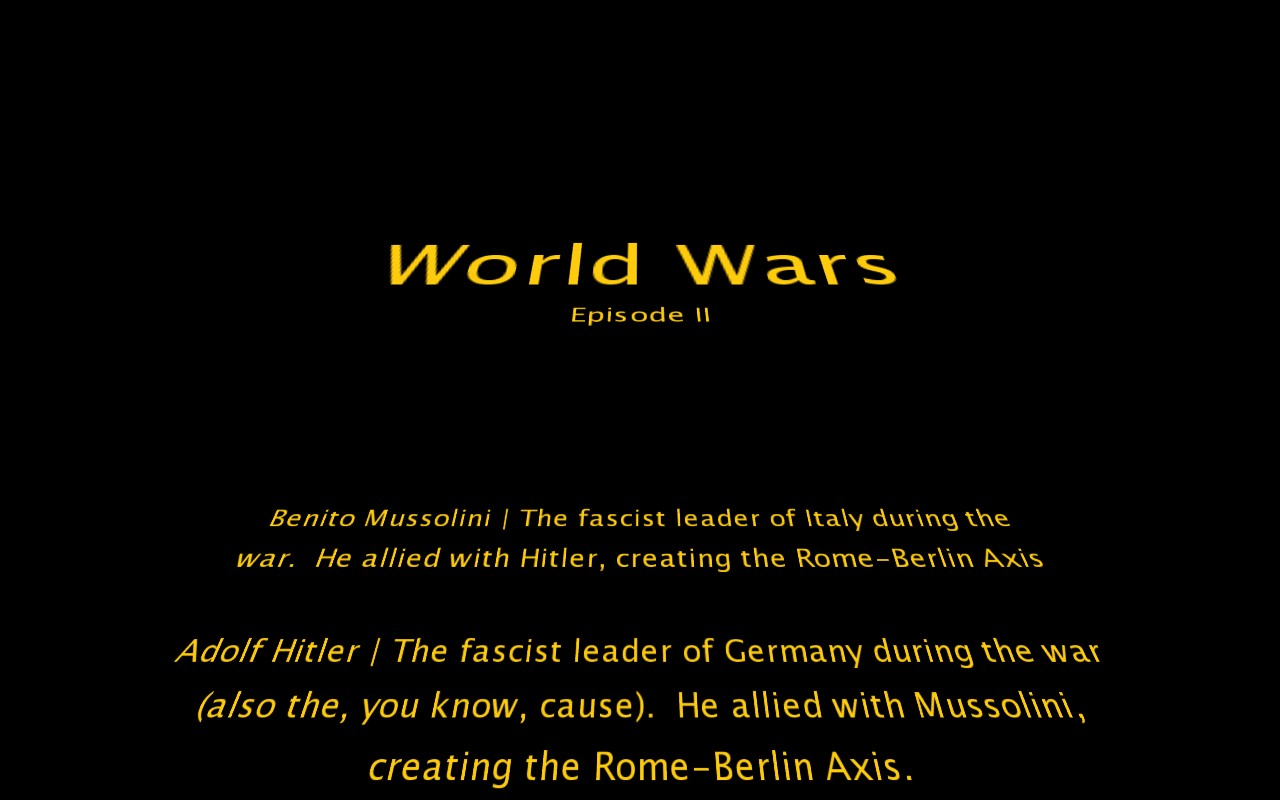 World Wars
Episode II
Benito Mussolini | The fascist leader of Italy during the
war.  He allied with Hitler, creating the Rome-Berlin Axis
Adolf Hitler | The fascist leader of Germany during the war
(also the, you know, cause).  He allied with Mussolini,
creating the Rome-Berlin Axis.